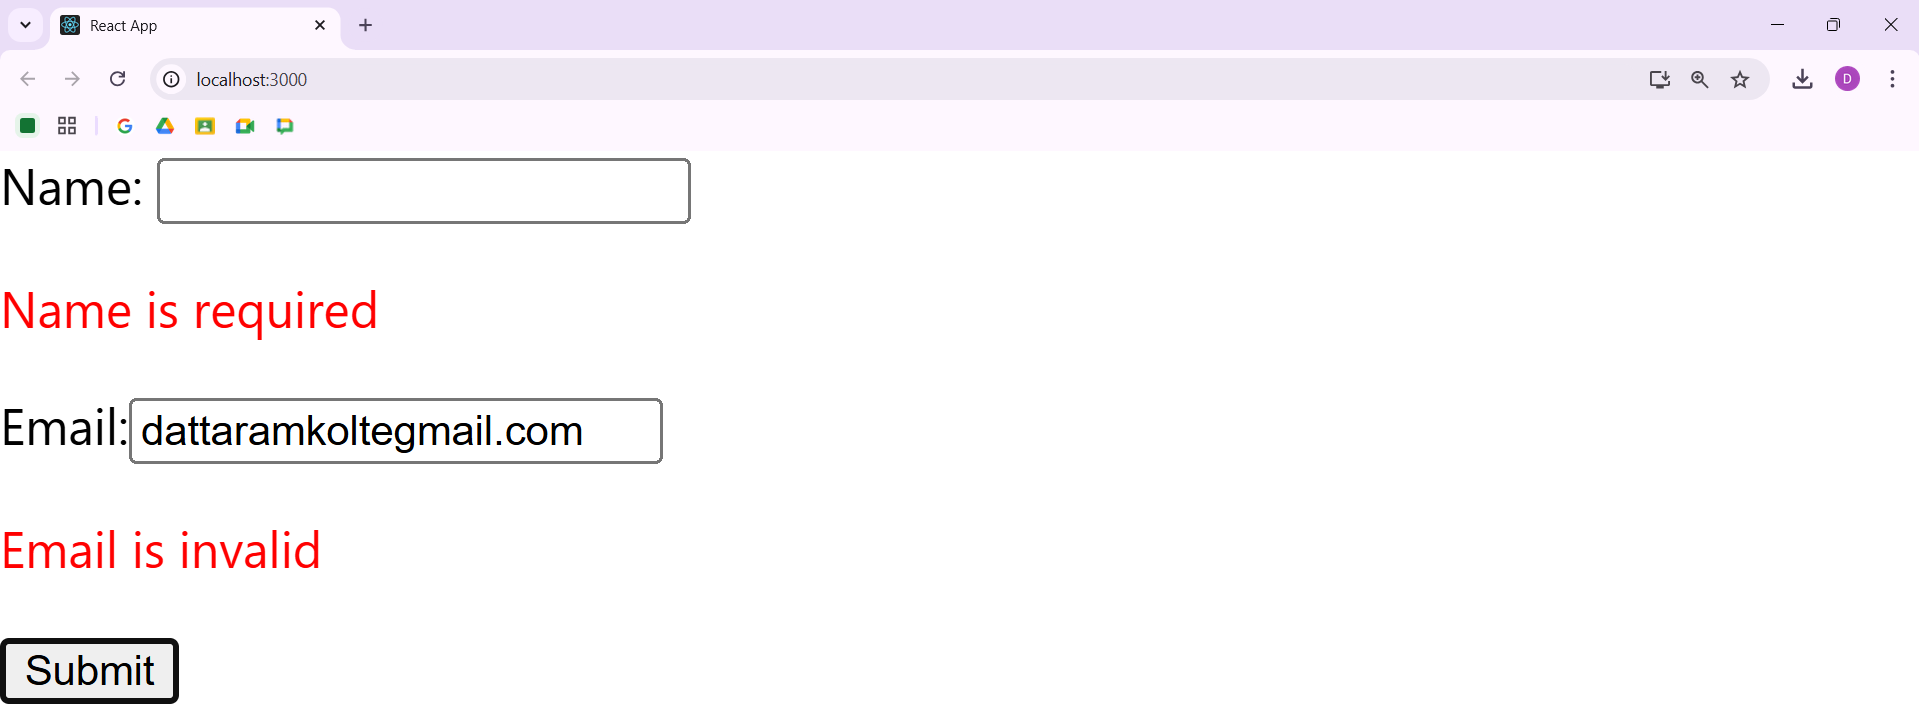 React App
localhost:3000
D
Name:
Name is required
Email: dattaramkoltegmail.com
Email is invalid
Submit